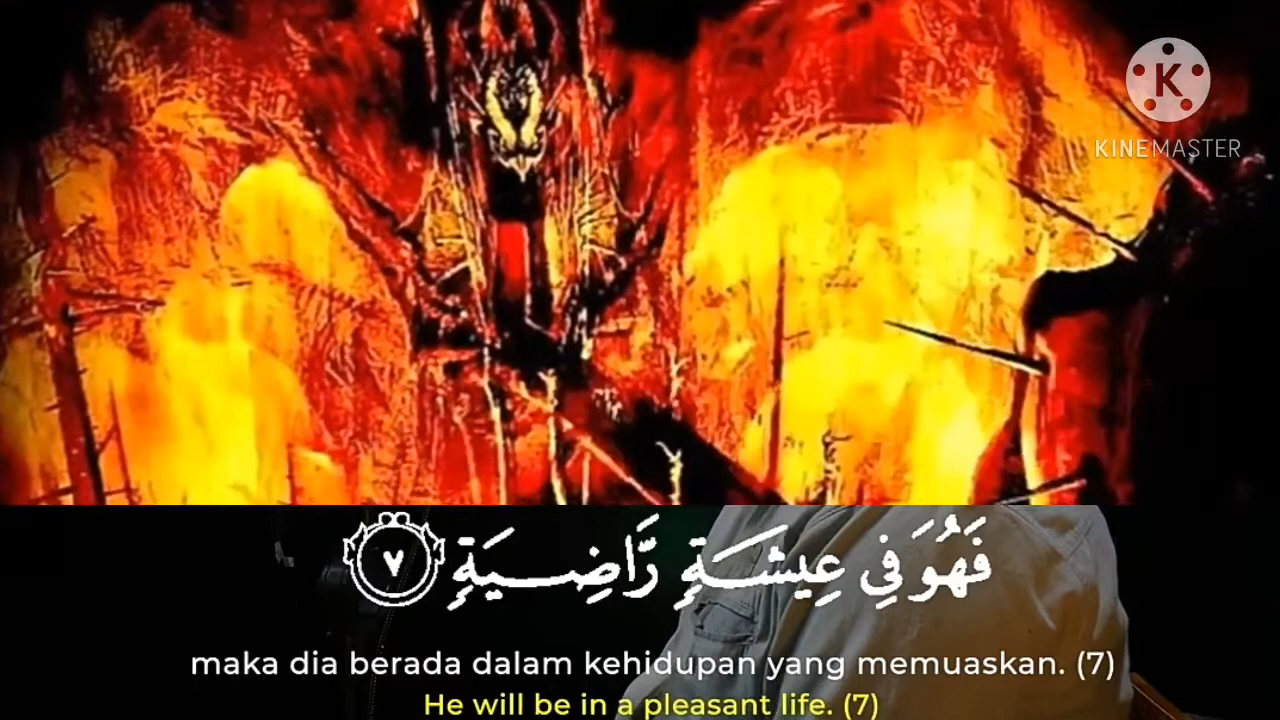 K
KINEMASTER
فَهُوَ فِي عِيشَةٍ رَّاضِيَةٍ ٧
maka dia berada dalam kehidupan yang memuaskan. (7)
He will be in a pleasant life. (7)